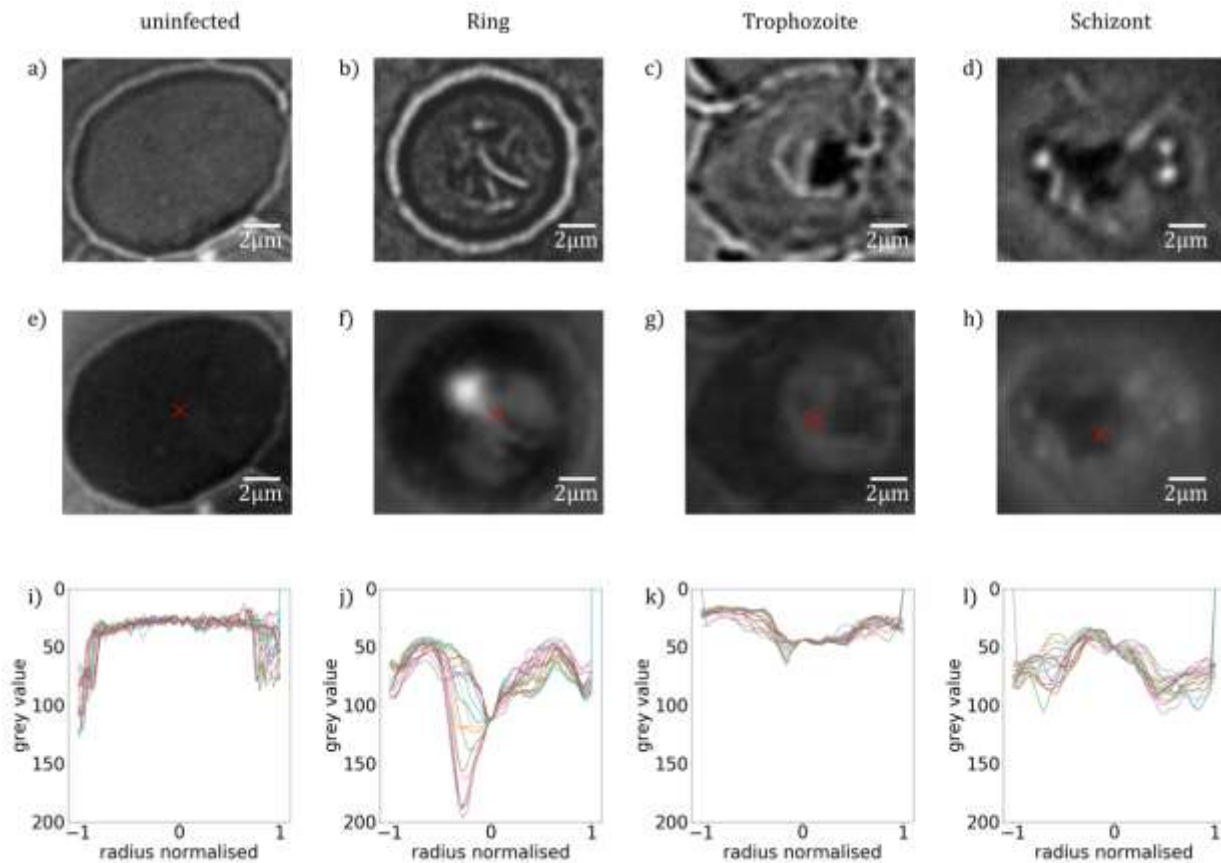 uninfected Ring Trophozoite Schizont
a) b) c) d)
2μm 2μm 2μm 2μm
e) f) g) h)
2μm 2μm 2μm 2μm
i) j) k) l)
0 0 0 0
50 50 50 50
100 100 100 100
150 150 150 150
200 200 200 200
grey value grey value grey value grey value
−1 0 1 −1 0 1 −1 0 1 −1 0 1
radius normalised radius normalised radius normalised radius normalised